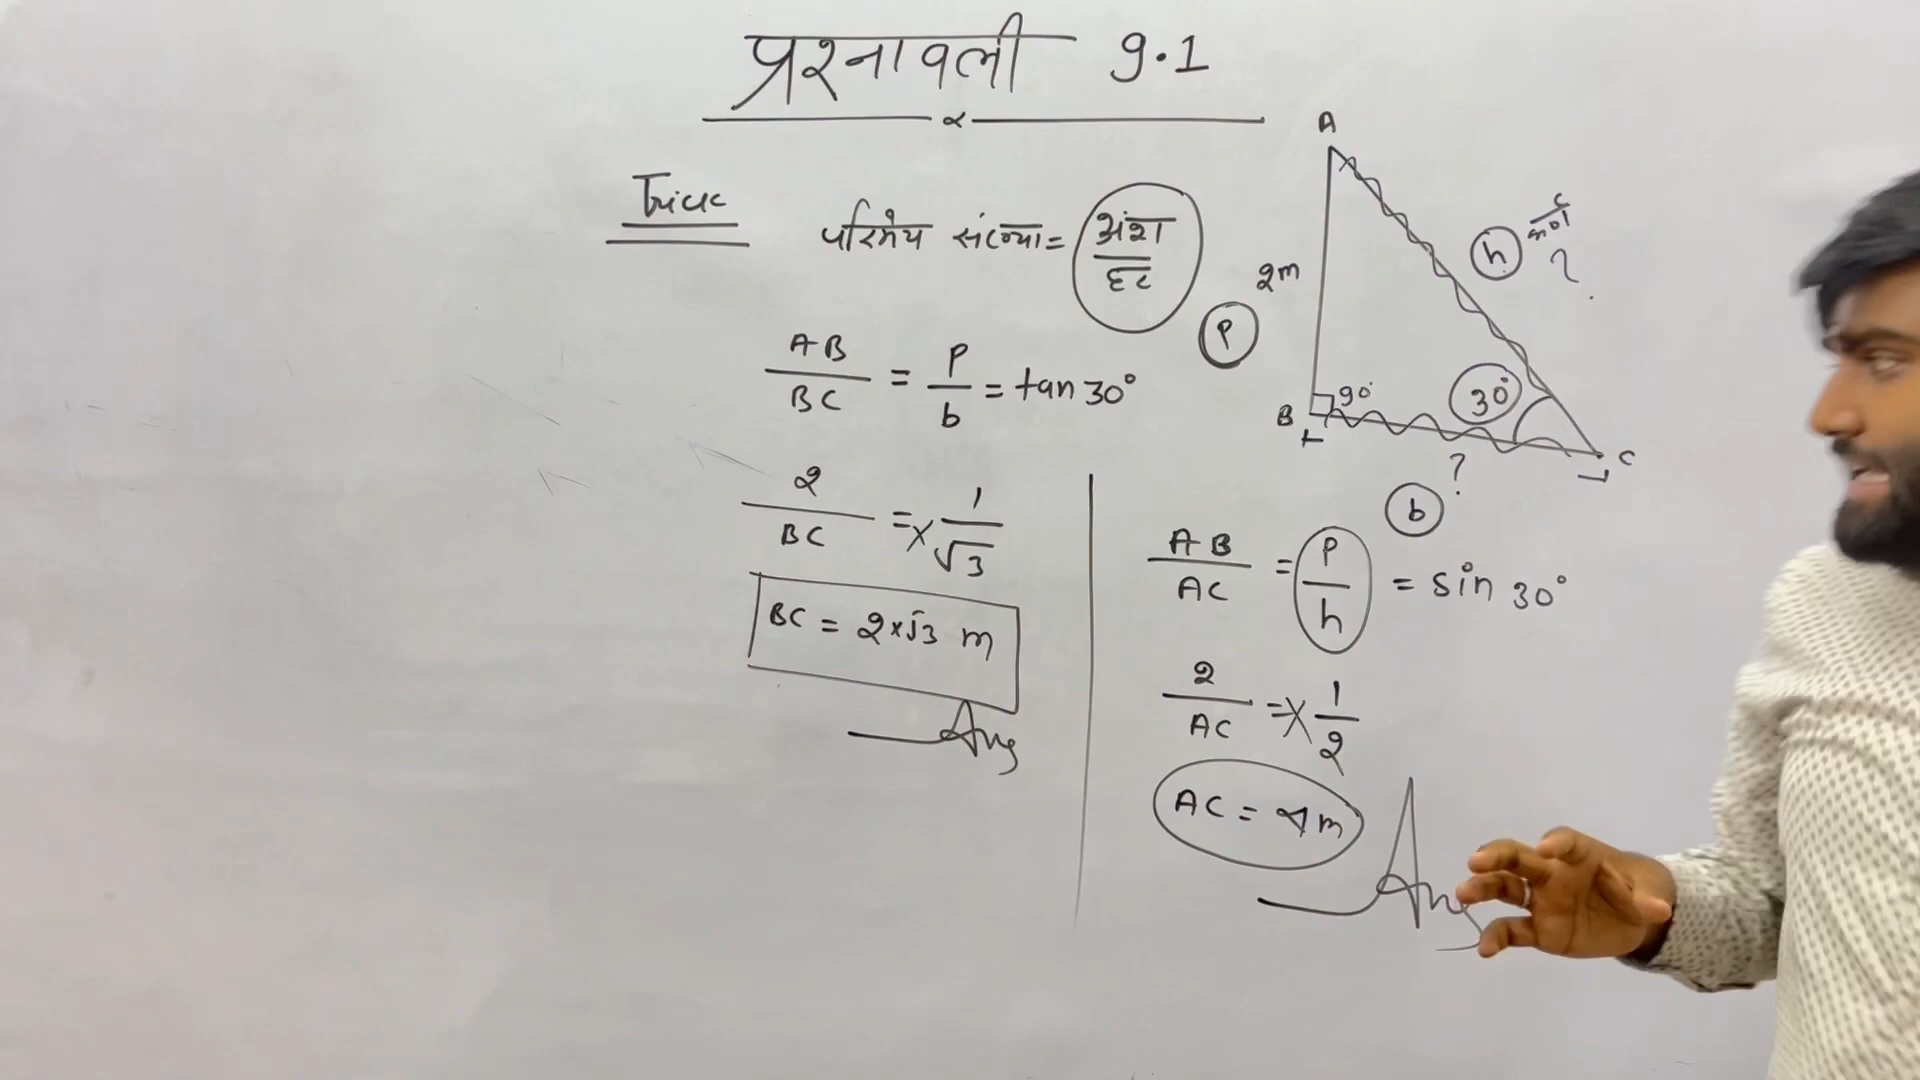 प्रश्नावली 9.1
Trick
परिमेय संख्या = अंश / हर
AB / BC = P / b = tan 30°
2 / BC = 1 / √3
BC = 2×√3 m
Ans
A
2m
P
h
कर्ण
?
B
90°
30°
C
?
b
AB / AC = P / h = sin 30°
2 / AC = 1 / 2
AC = 4m
Ans